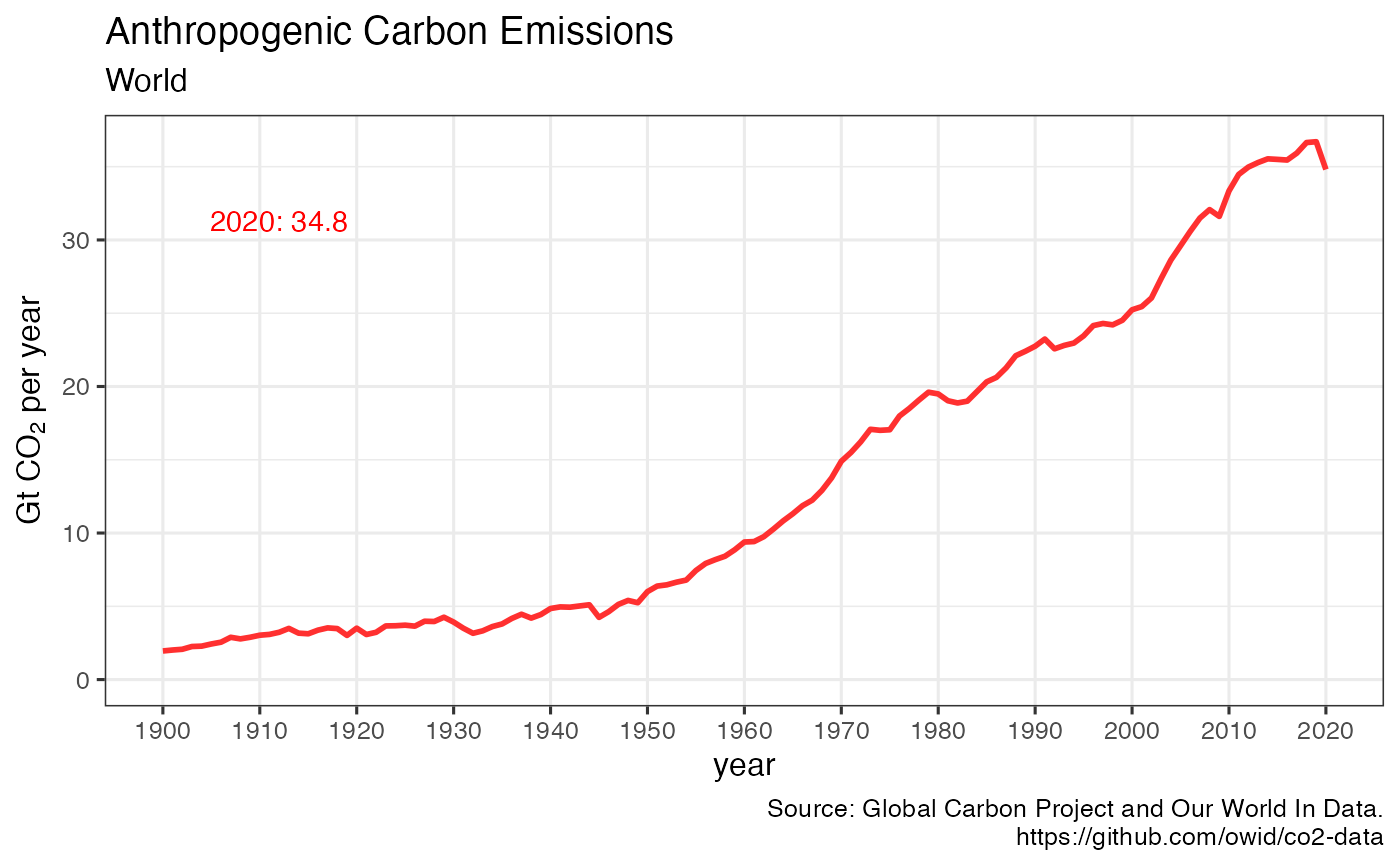 Anthropogenic Carbon Emissions
World
2020: 34.8
Gt CO₂ per year
30
20
10
0
1900 1910 1920 1930 1940 1950 1960 1970 1980 1990 2000 2010 2020
year
Source: Global Carbon Project and Our World In Data.
https://github.com/owid/co2-data